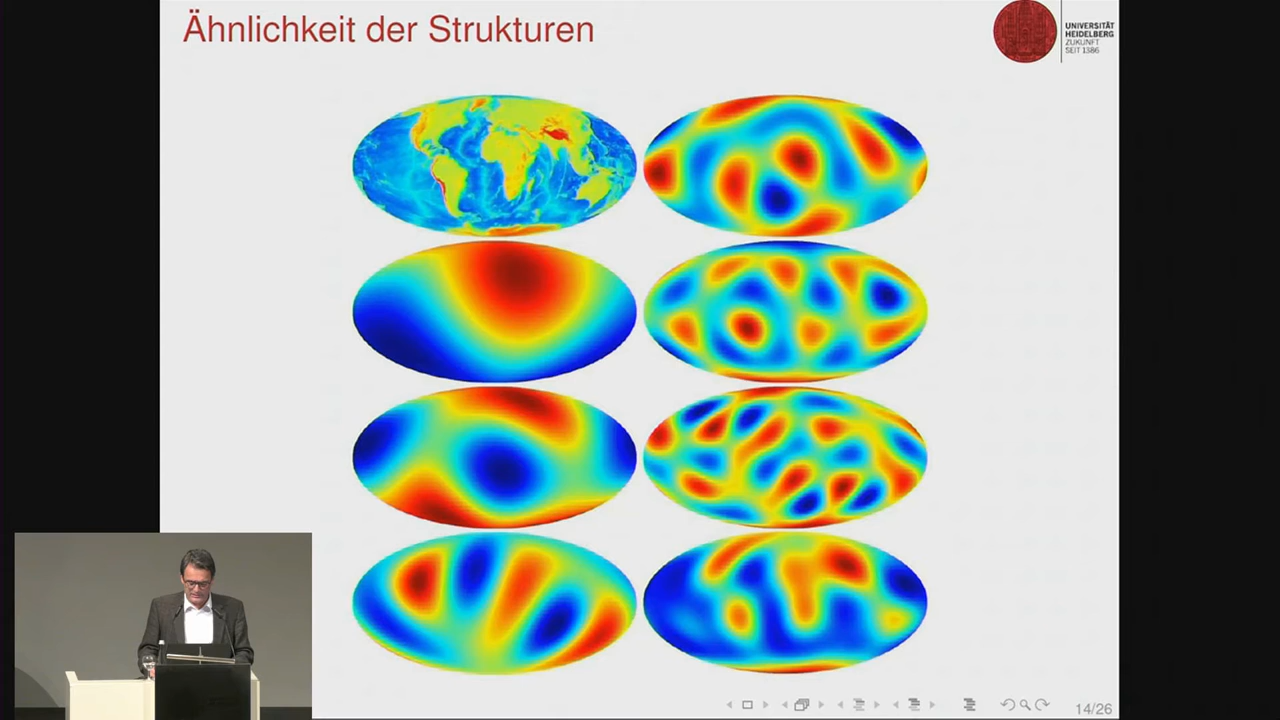 Ähnlichkeit der Strukturen
UNIVERSITÄT
HEIDELBERG
ZUKUNFT
SEIT 1386
14/26